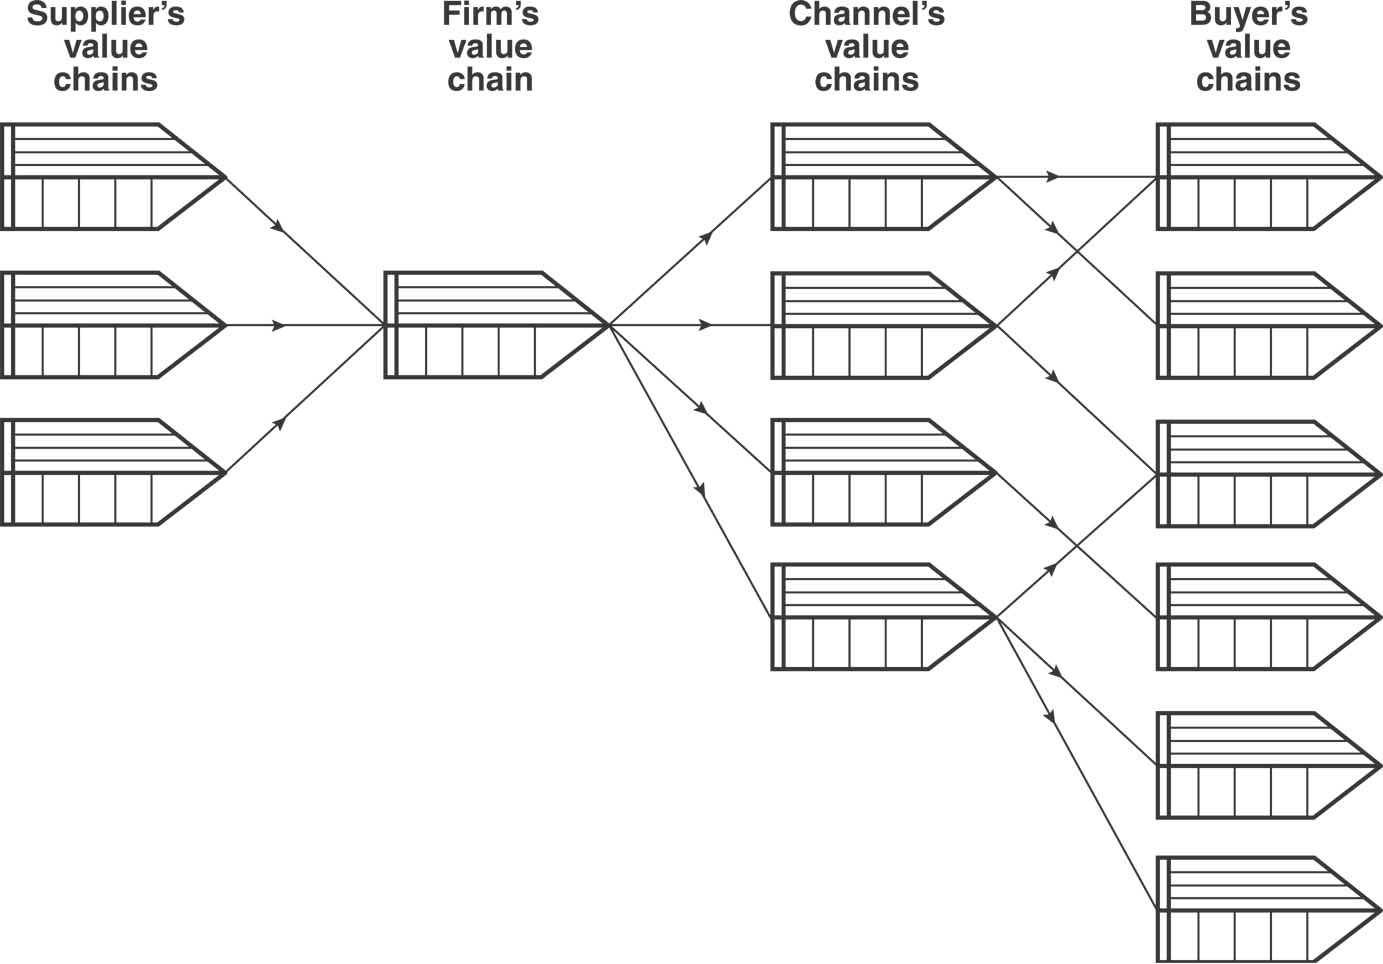 Supplier’s
value
chains
Firm’s
value
chain
Channel’s
value
chains
Buyer’s
value
chains